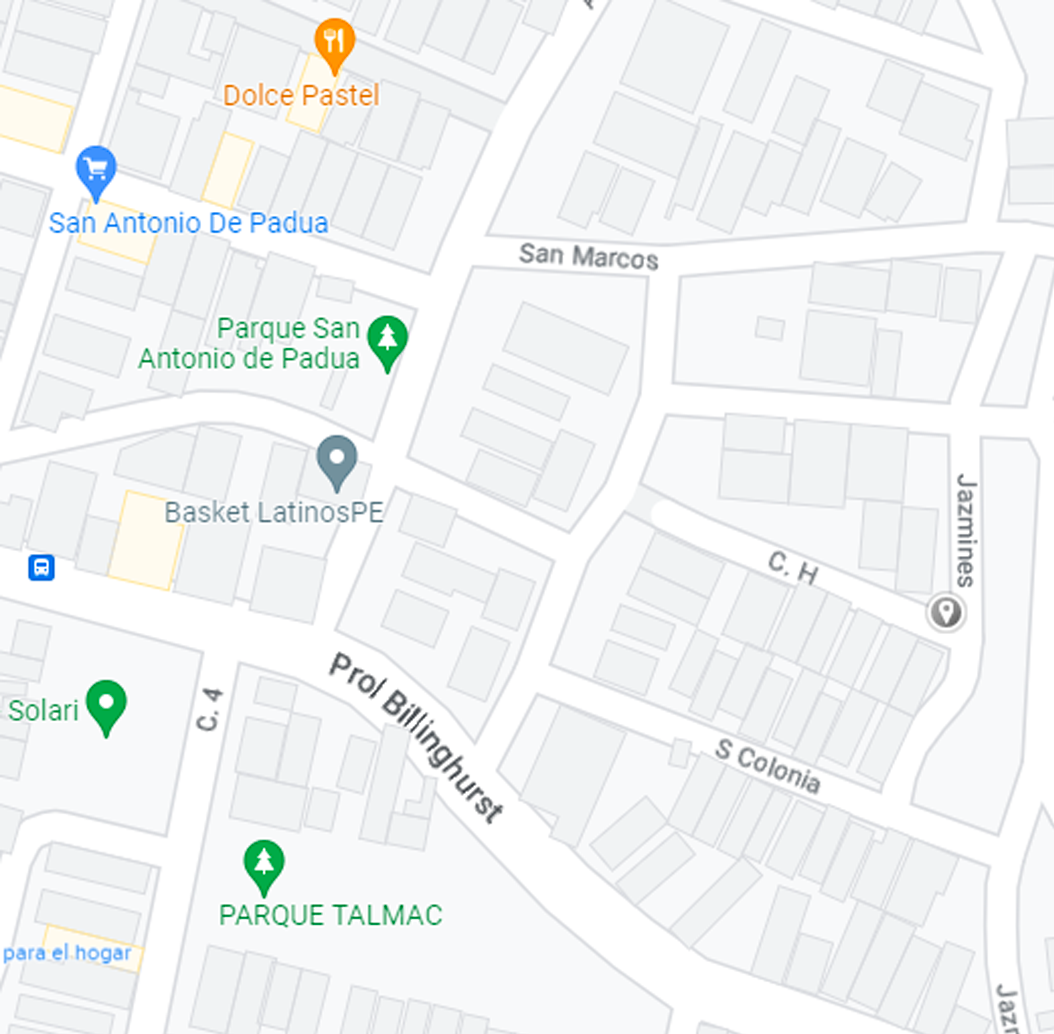 Dolce Pastel
San Antonio De Padua
San Marcos
Parque San
Antonio de Padua
Basket LatinosPE
Jazmines
C. H
Prol Billinghurst
Solari
C. 4
S Colonia
PARQUE TALMAC
para el hogar